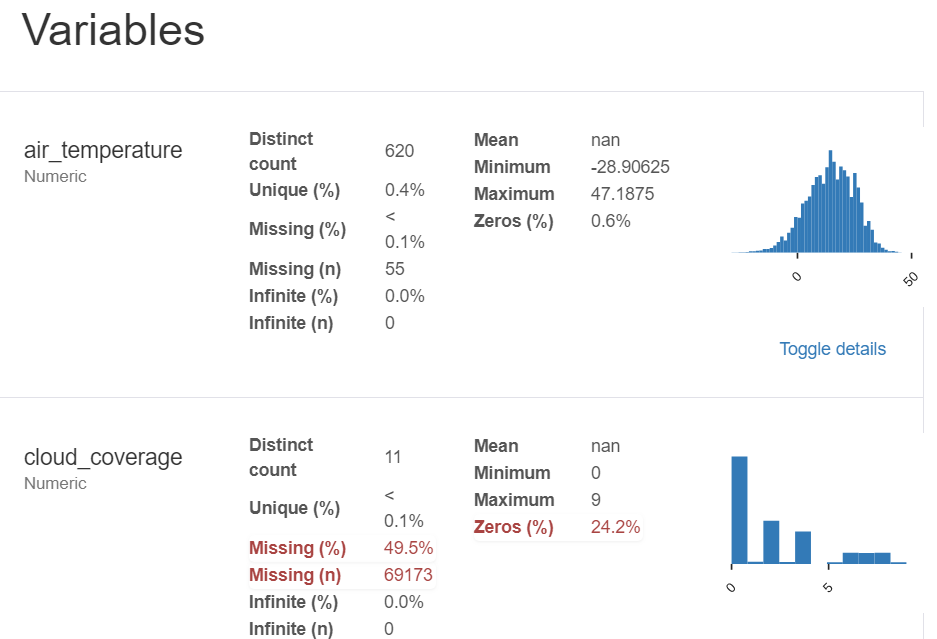 Variables
air_temperature
Numeric
Distinct
count
620
Unique (%) 0.4%
Missing (%) <
0.1%
Missing (n) 55
Infinite (%) 0.0%
Infinite (n) 0
Mean nan
Minimum -28.90625
Maximum 47.1875
Zeros (%) 0.6%
0 50
Toggle details
cloud_coverage
Numeric
Distinct
count
11
Unique (%) <
0.1%
Missing (%) 49.5%
Missing (n) 69173
Infinite (%) 0.0%
Infinite (n) 0
Mean nan
Minimum 0
Maximum 9
Zeros (%) 24.2%
0 5